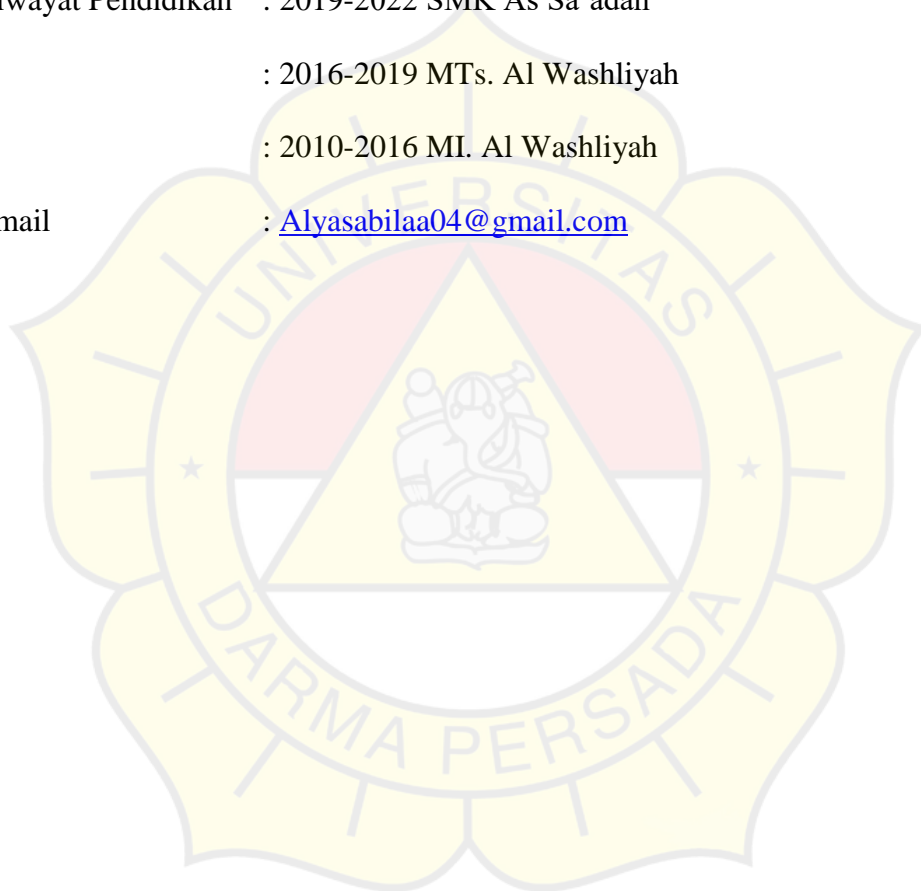 iwayat Pendidikan : 2019-2022 SMK As Sa'adah
: 2016-2019 MTs. Al Washliyah
: 2010-2016 MI. Al Washliyah
mail : Alyasabilaa04@gmail.com
UNIVERSITAS
DARMA PERSADA